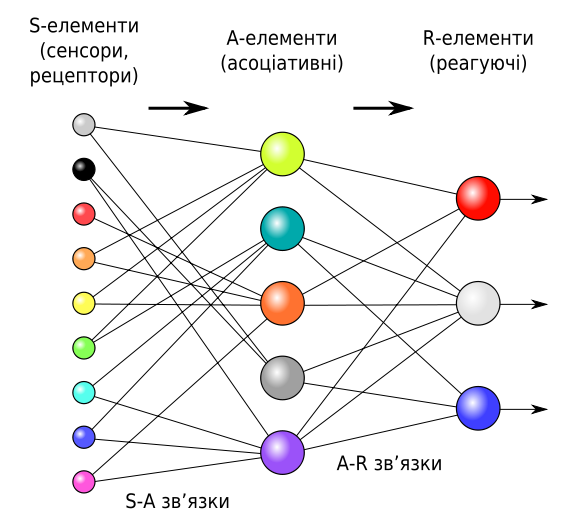 S-елементи
(сенсори,
рецептори)
A-елементи
(асоціативні)
R-елементи
(реагуючі)
A-R зв’язки
S-A зв’язки